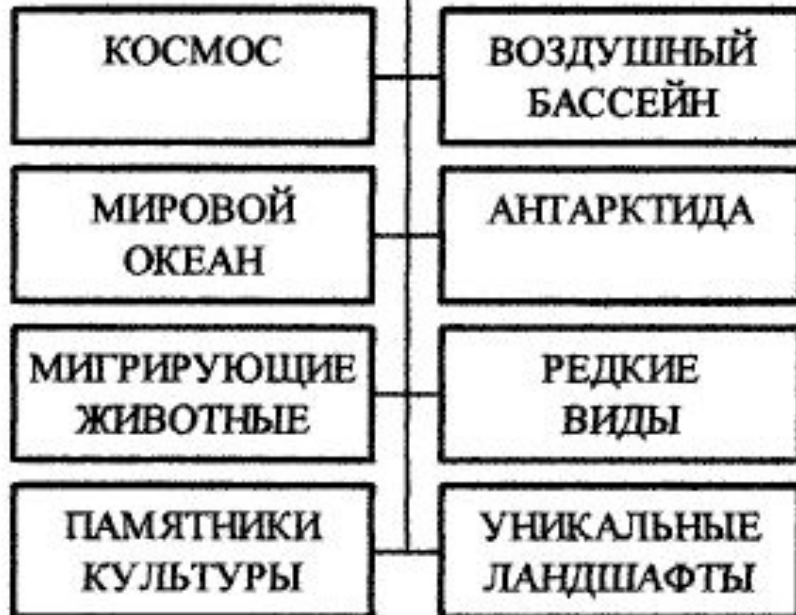 КОСМОС
ВОЗДУШНЫЙ
БАССЕЙН
МИРОВОЙ
ОКЕАН
АНТАРКТИДА
МИГРИРУЮЩИЕ
ЖИВОТНЫЕ
РЕДКИЕ
ВИДЫ
ПАМЯТНИКИ
КУЛЬТУРЫ
УНИКАЛЬНЫЕ
ЛАНДШАФТЫ